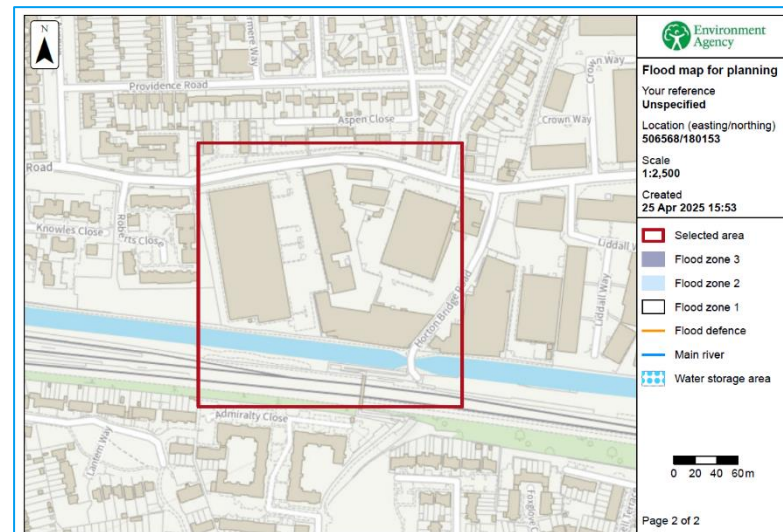 N
Providence Road
Aspen Close
Crown Way
Crown Way
Road
Knowles Close
Roberts Close
Horton Bridge Road
Liddall W
Liddall Way
Admiralty Close
Lantern Way
Terrace
Environment
Agency
Flood map for planning
Your reference
Unspecified
Location (easting/northing)
506568/180153
Scale
1:2,500
Created
25 Apr 2025 15:53
Selected area
Flood zone 3
Flood zone 2
Flood zone 1
Flood defence
Main river
Water storage area
0 20 40 60m
Page 2 of 2